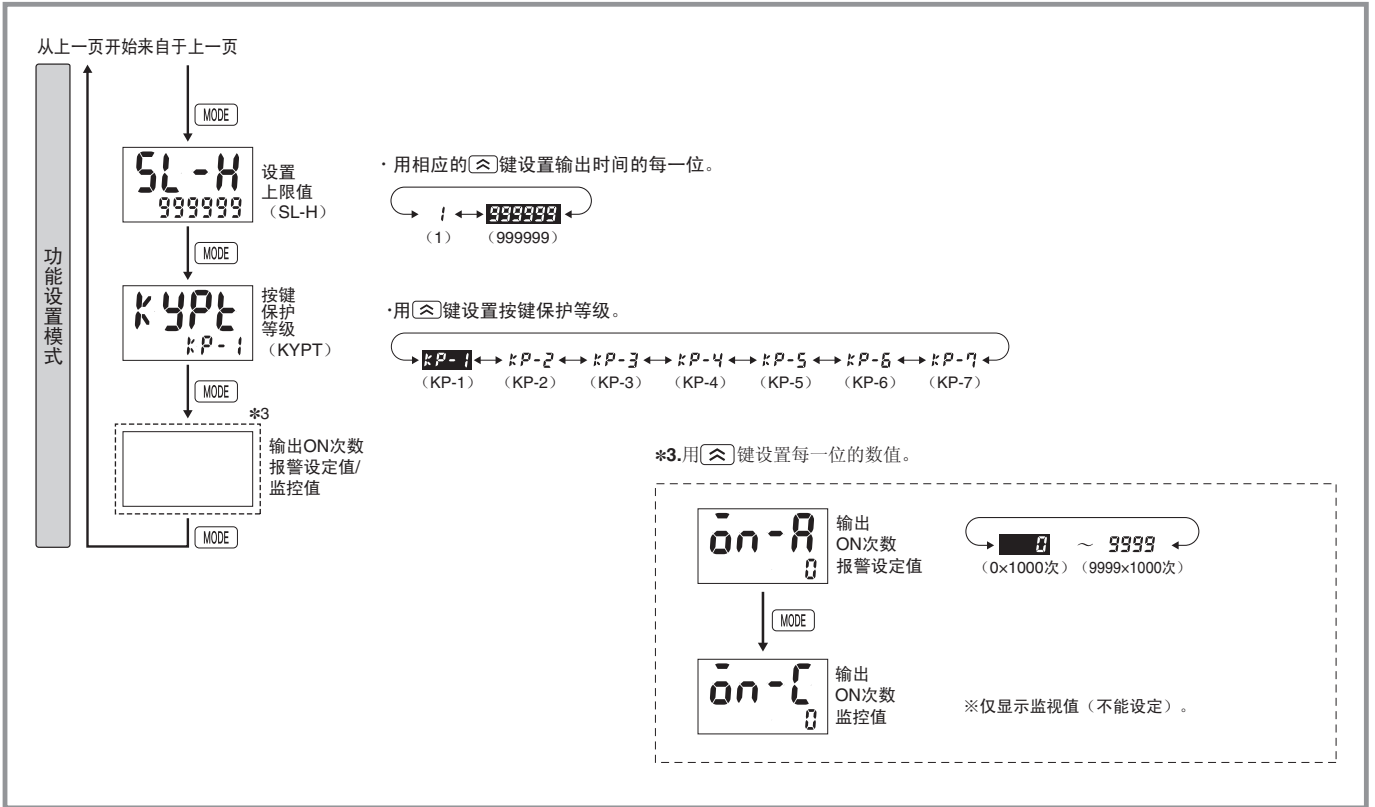 从上一页开始来自于上一页
功能设置模式
MODE
SL-H
999999
设置
上限值
（SL-H）
·用相应的键设置输出时间的每一位。
1 999999
（1） （999999）
MODE
KYPt
KP-1
按键
保护
等级
（KYPT）
·用键设置按键保护等级。
KP-1 KP-2 KP-3 KP-4 KP-5 KP-6 KP-7
（KP-1） （KP-2） （KP-3） （KP-4） （KP-5） （KP-6） （KP-7）
MODE
✻3
输出ON次数
报警设定值/
监控值
MODE
✻3.用键设置每一位的数值。
on-A
0
输出
ON次数
报警设定值
0 ～ 9999
（0×1000次）（9999×1000次）
MODE
on-C
0
输出
ON次数
监控值
※仅显示监视值（不能设定）。